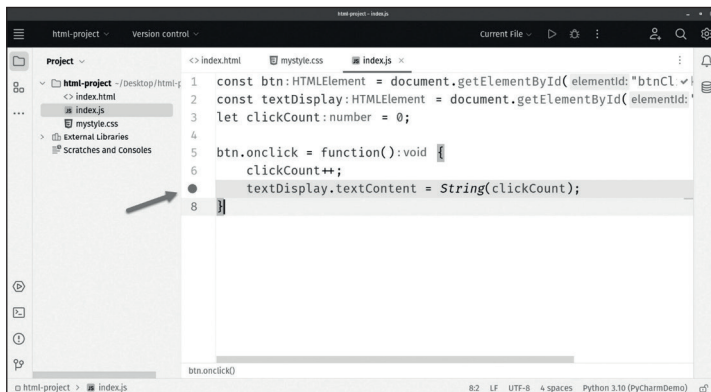 html-project – index.js
html-project Version control Current File
Project
<> index.html mystyle.css JS index.js ×
html-project ~/Desktop/html-p
<> index.html
JS index.js
mystyle.css
External Libraries
Scratches and Consoles
1 const btn : HTMLElement = document.getElementById( elementId: "btnCl
2 const textDisplay : HTMLElement = document.getElementById( elementId: "
3 let clickCount : number = 0;
4
5 btn.onclick = function() : void {
6 clickCount++;
textDisplay.textContent = String(clickCount);
8 }
btn.onclick()
html-project > JS index.js 8:2 LF UTF-8 4 spaces Python 3.10 (PyCharmDemo)